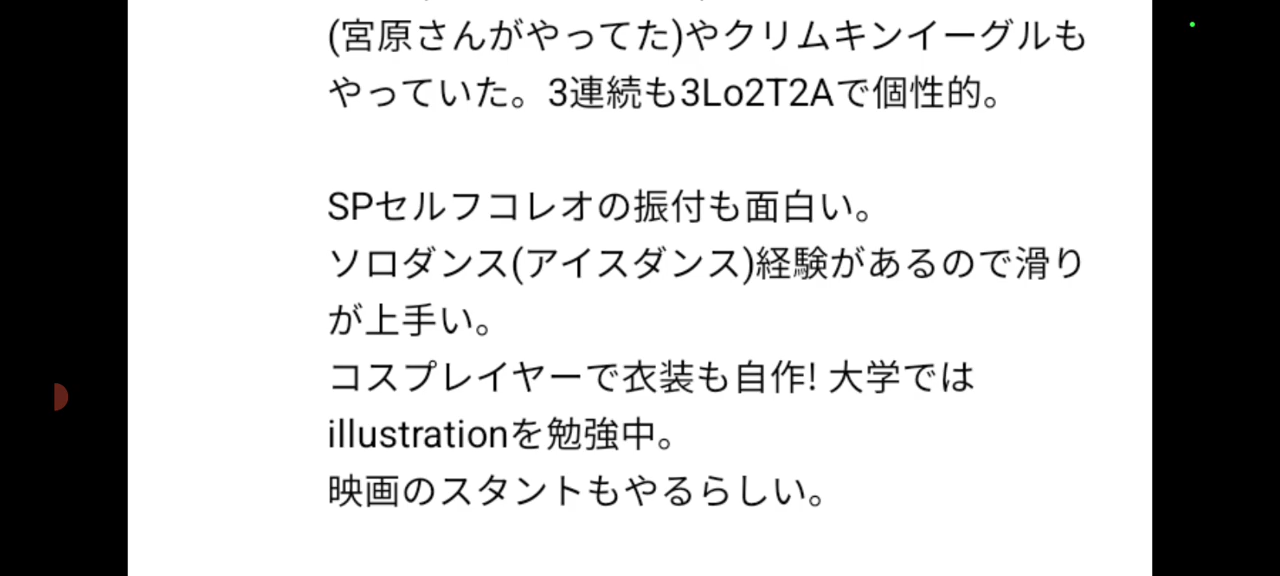 (宮原さんがやってた)やクリムキンイーグルも
やっていた。3連続も3Lo2T2Aで個性的。
SPセルフコレオの振付も面白い。
ソロダンス(アイスダンス)経験があるので滑り
が上手い。
コスプレイヤーで衣装も自作! 大学では
illustrationを勉強中。
映画のスタントもやるらしい。